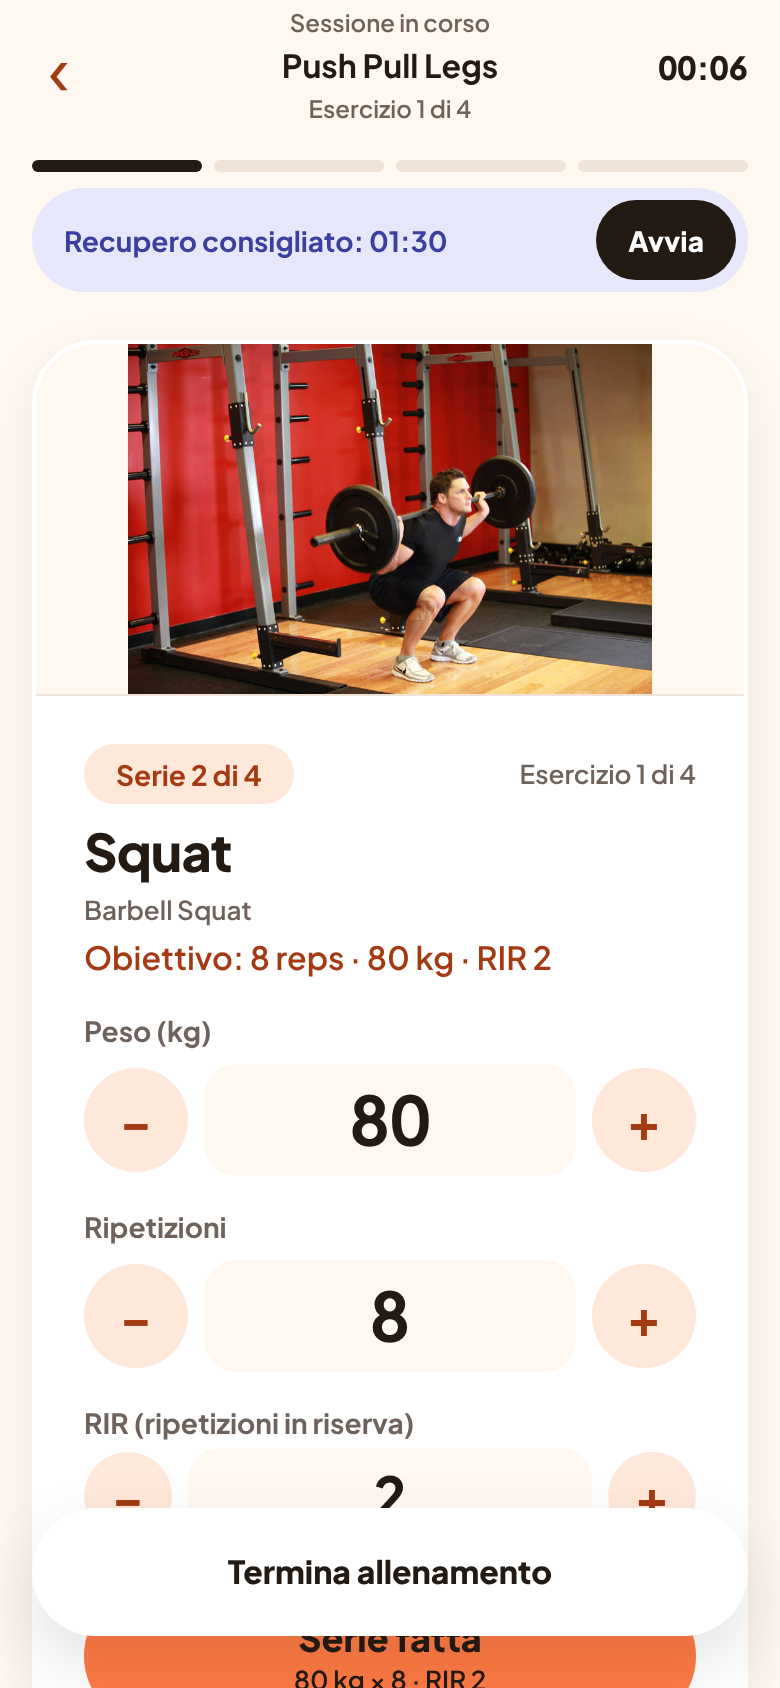 Sessione in corso
Push Pull Legs
00:06
Esercizio 1 di 4
Recupero consigliato: 01:30
Avvia
Serie 2 di 4
Esercizio 1 di 4
Squat
Barbell Squat
Obiettivo: 8 reps · 80 kg · RIR 2
Peso (kg)
− 80 +
Ripetizioni
− 8 +
RIR (ripetizioni in riserva)
− 2 +
Termina allenamento
Serie fatta
80 kg × 8 · RIR 2